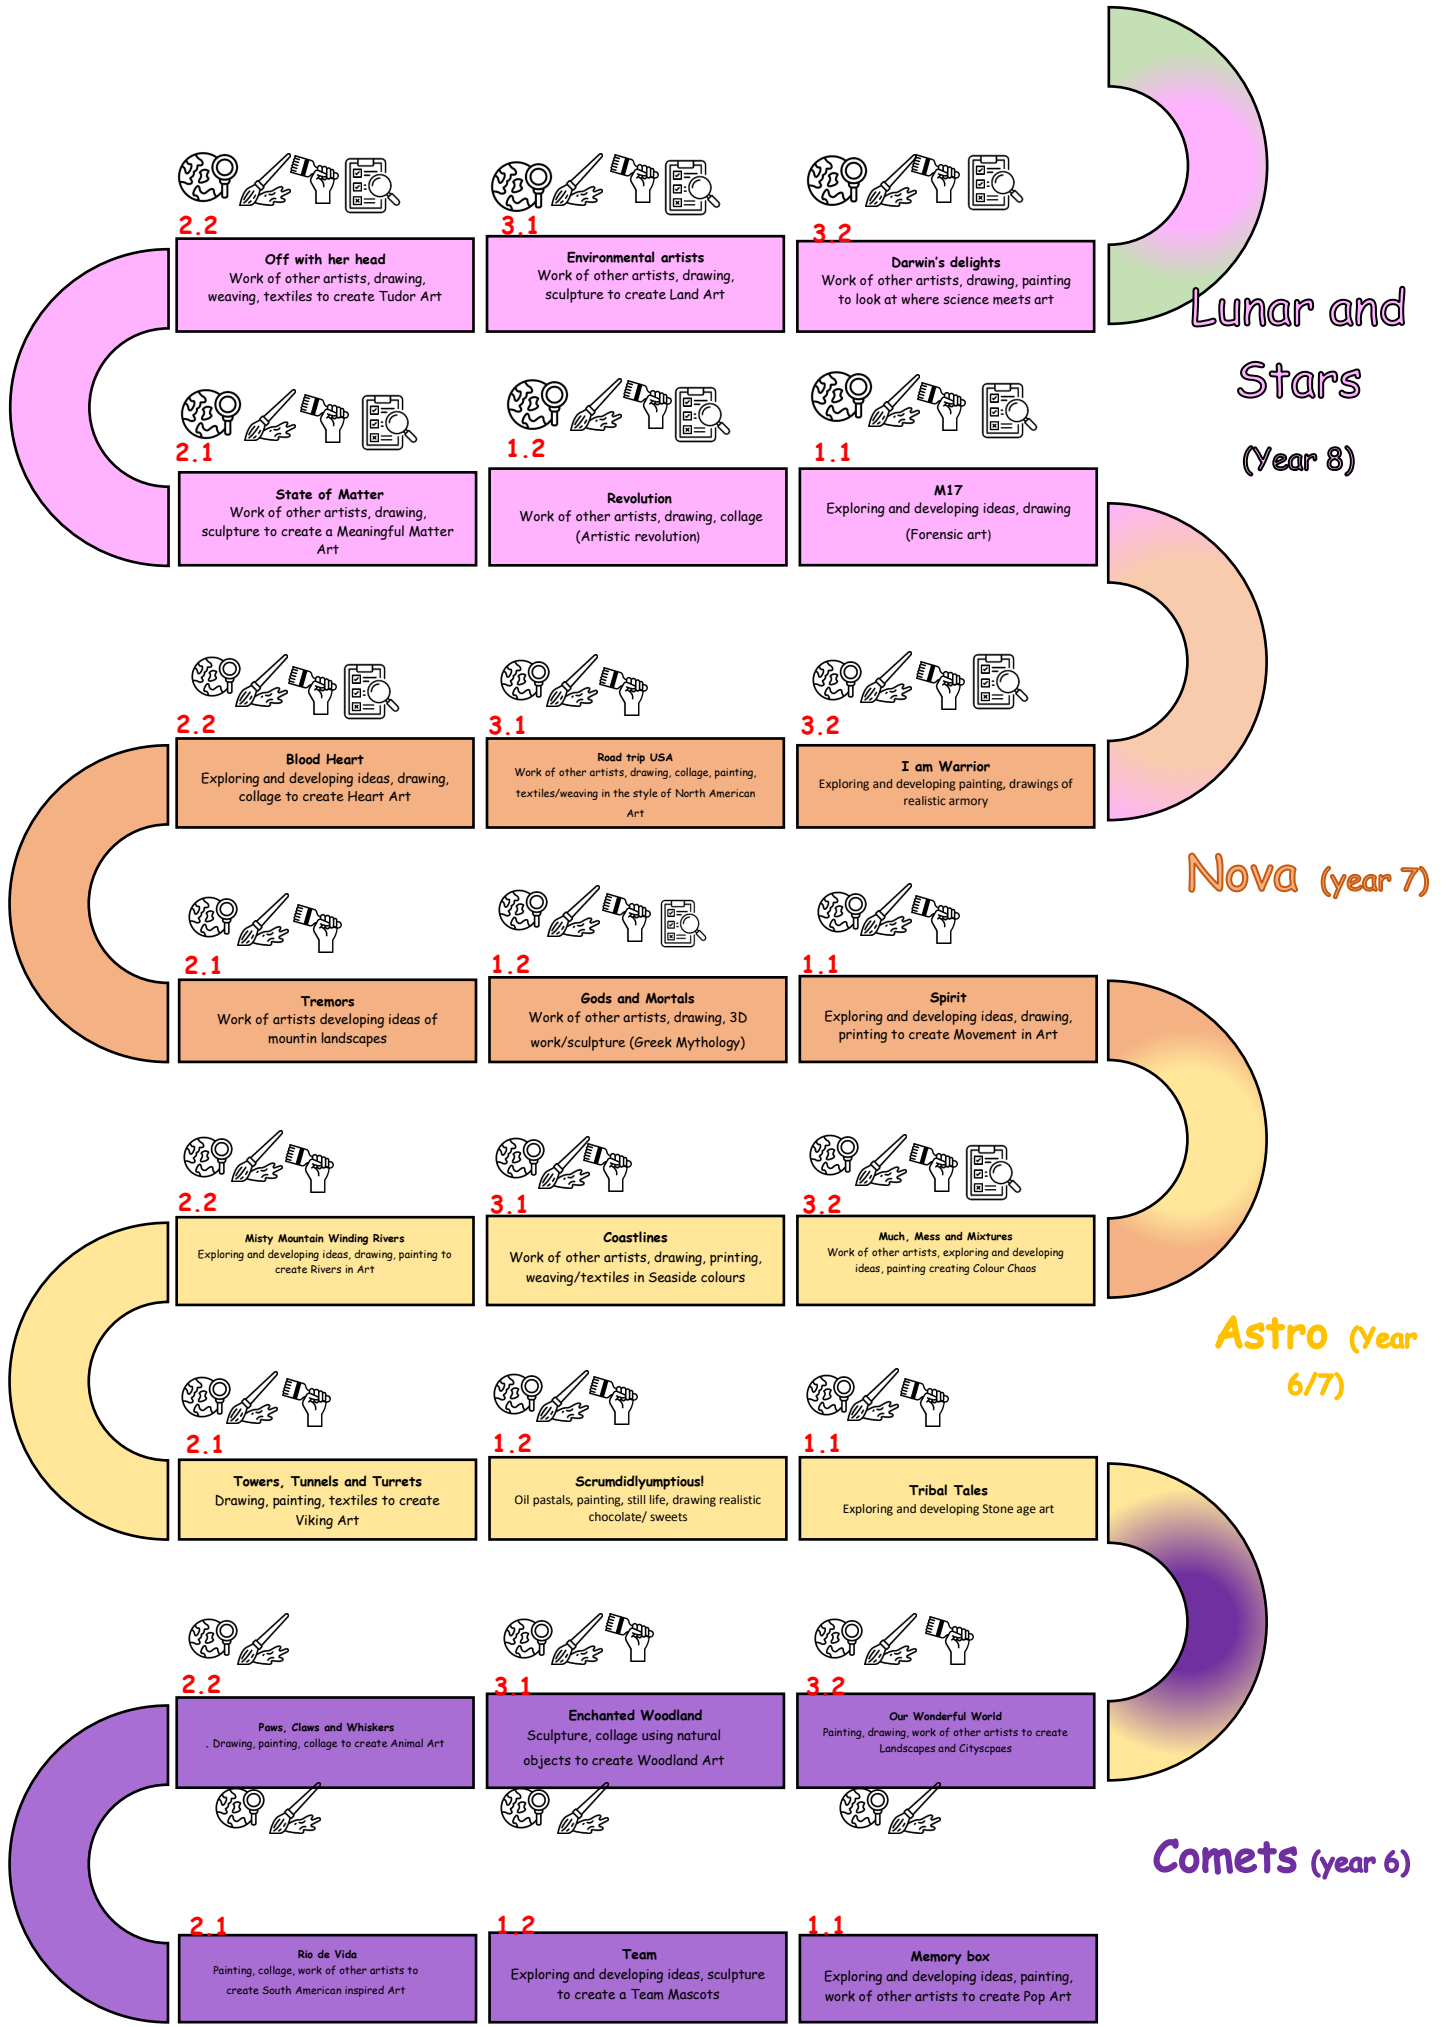 2.2
Off with her head
Work of other artists, drawing,
weaving, textiles to create Tudor Art
3.1
Environmental artists
Work of other artists, drawing,
sculpture to create Land Art
3.2
Darwin's delights
Work of other artists, drawing, painting
to look at where science meets art
Lunar and
Stars
(Year 8)
2.1
State of Matter
Work of other artists, drawing,
sculpture to create a Meaningful Matter
Art
1.2
Revolution
Work of other artists, drawing, collage
(Artistic revolution)
1.1
M17
Exploring and developing ideas, drawing
(Forensic art)
2.2
Blood Heart
Exploring and developing ideas, drawing,
collage to create Heart Art
3.1
Road trip USA
Work of other artists, drawing, collage, painting,
textiles/weaving in the style of North American
Art
3.2
I am Warrior
Exploring and developing painting, drawings of
realistic armory
Nova (year 7)
2.1
Tremors
Work of artists developing ideas of
mountin landscapes
1.2
Gods and Mortals
Work of other artists, drawing, 3D
work/sculpture (Greek Mythology)
1.1
Spirit
Exploring and developing ideas, drawing,
printing to create Movement in Art
2.2
Misty Mountain Winding Rivers
Exploring and developing ideas, drawing, painting to
create Rivers in Art
3.1
Coastlines
Work of other artists, drawing, printing,
weaving/textiles in Seaside colours
3.2
Much, Mess and Mixtures
Work of other artists, exploring and developing
ideas, painting creating Colour Chaos
Astro (Year
6/7)
2.1
Towers, Tunnels and Turrets
Drawing, painting, textiles to create
Viking Art
1.2
Scrumdidlyumptious!
Oil pastals, painting, still life, drawing realistic
chocolate/ sweets
1.1
Tribal Tales
Exploring and developing Stone age art
2.2
Paws, Claws and Whiskers
. Drawing, painting, collage to create Animal Art
3.1
Enchanted Woodland
Sculpture, collage using natural
objects to create Woodland Art
3.2
Our Wonderful World
Painting, drawing, work of other artists to create
Landscapes and Cityscpaes
Comets (year 6)
2.1
Rio de Vida
Painting, collage, work of other artists to
create South American inspired Art
1.2
Team
Exploring and developing ideas, sculpture
to create a Team Mascots
1.1
Memory box
Exploring and developing ideas, painting,
work of other artists to create Pop Art